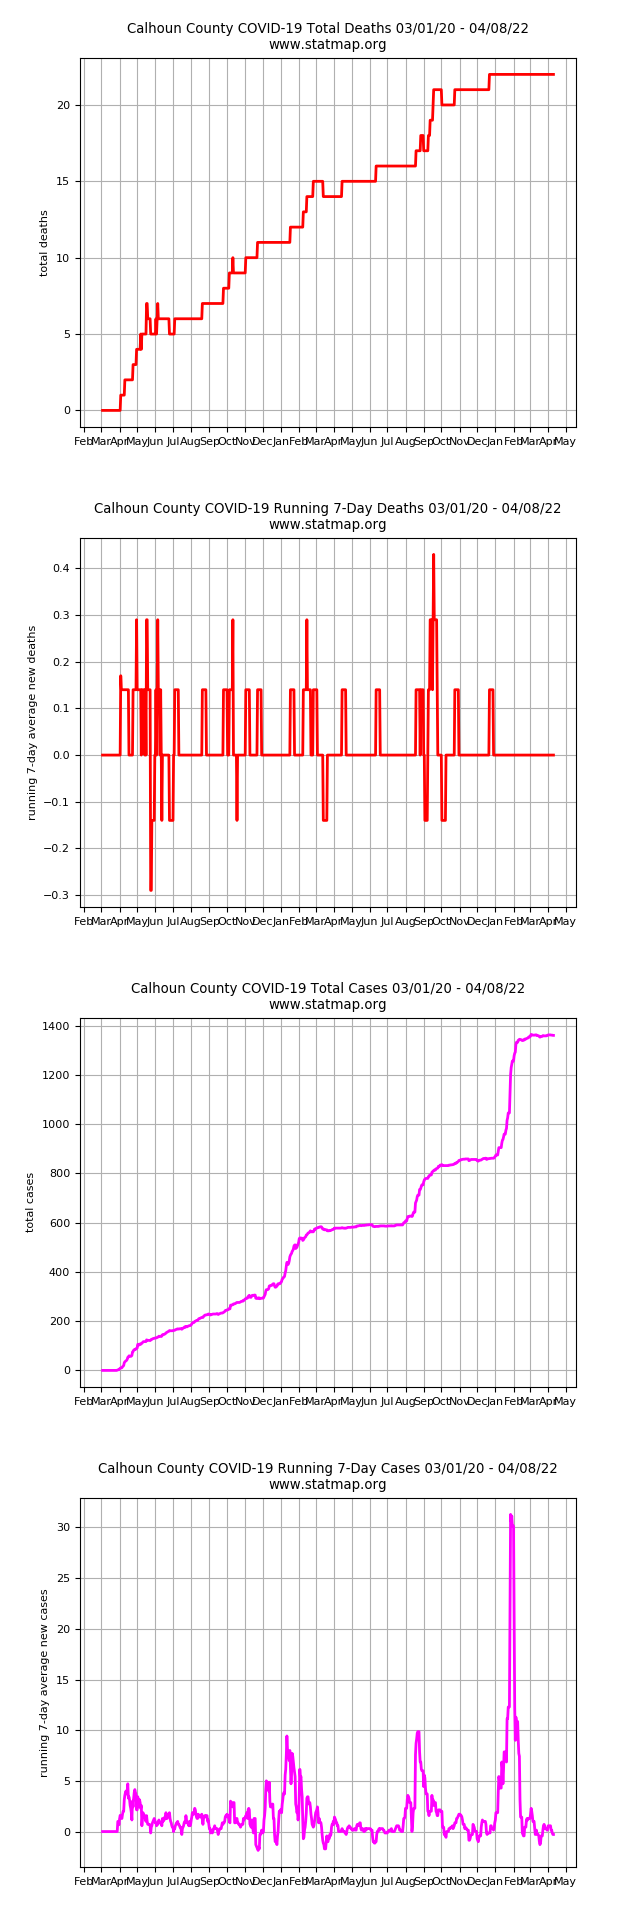 Calhoun County COVID-19 Total Deaths 03/01/20 - 04/08/22
www.statmap.org
20
15
10
5
0
total deaths
Feb Mar Apr May Jun Jul Aug Sep Oct Nov Dec Jan Feb Mar Apr May Jun Jul Aug Sep Oct Nov Dec Jan Feb Mar Apr May
Calhoun County COVID-19 Running 7-Day Deaths 03/01/20 - 04/08/22
www.statmap.org
0.4
0.3
0.2
0.1
0.0
−0.1
−0.2
−0.3
running 7-day average new deaths
Feb Mar Apr May Jun Jul Aug Sep Oct Nov Dec Jan Feb Mar Apr May Jun Jul Aug Sep Oct Nov Dec Jan Feb Mar Apr May
Calhoun County COVID-19 Total Cases 03/01/20 - 04/08/22
www.statmap.org
1400
1200
1000
800
600
400
200
0
total cases
Feb Mar Apr May Jun Jul Aug Sep Oct Nov Dec Jan Feb Mar Apr May Jun Jul Aug Sep Oct Nov Dec Jan Feb Mar Apr May
Calhoun County COVID-19 Running 7-Day Cases 03/01/20 - 04/08/22
www.statmap.org
30
25
20
15
10
5
0
running 7-day average new cases
Feb Mar Apr May Jun Jul Aug Sep Oct Nov Dec Jan Feb Mar Apr May Jun Jul Aug Sep Oct Nov Dec Jan Feb Mar Apr May